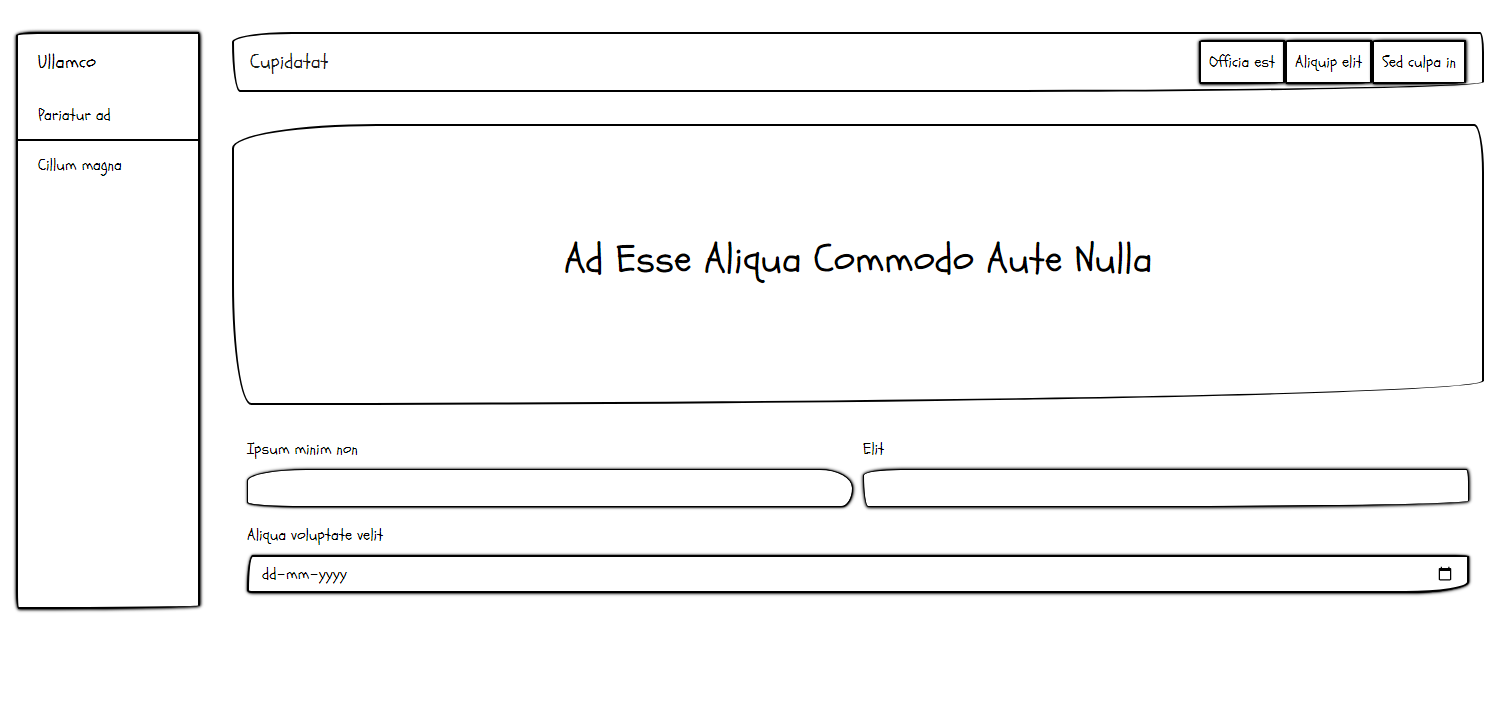 Ullamco
Pariatur ad
Cillum magna
Cupidatat
Officia est
Aliquip elit
Sed culpa in
Ad Esse Aliqua Commodo Aute Nulla
Ipsum minim non
Elit
Aliqua voluptate velit
dd-mm-yyyy